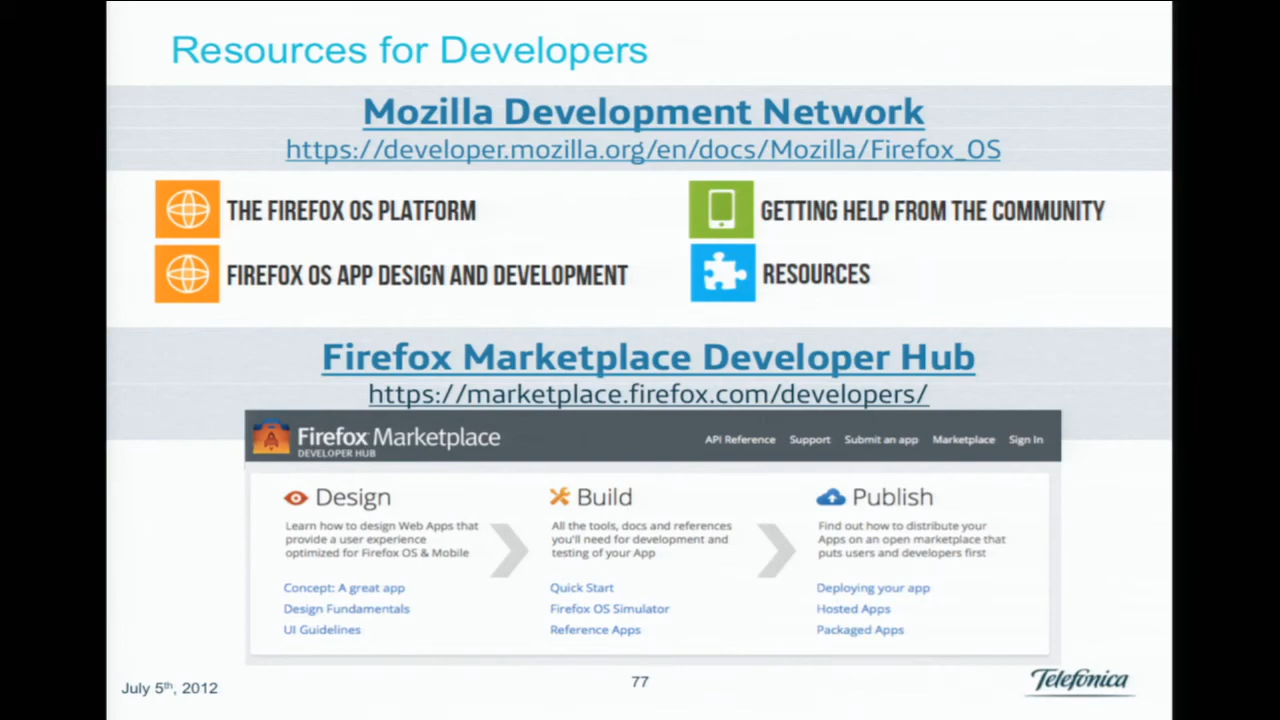 Resources for Developers
Mozilla Development Network
https://developer.mozilla.org/en/docs/Mozilla/Firefox_OS
THE FIREFOX OS PLATFORM
GETTING HELP FROM THE COMMUNITY
FIREFOX OS APP DESIGN AND DEVELOPMENT
RESOURCES
Firefox Marketplace Developer Hub
https://marketplace.firefox.com/developers/
Firefox Marketplace
DEVELOPER HUB
API Reference Support Submit an app Marketplace Sign In
Design
Learn how to design Web Apps that
provide a user experience
optimized for Firefox OS & Mobile
Concept: A great app
Design Fundamentals
UI Guidelines
Build
All the tools, docs and references
you'll need for development and
testing of your App
Quick Start
Firefox OS Simulator
Reference Apps
Publish
Find out how to distribute your
Apps on an open marketplace that
puts users and developers first
Deploying your app
Hosted Apps
Packaged Apps
July 5th, 2012
77
Telefónica